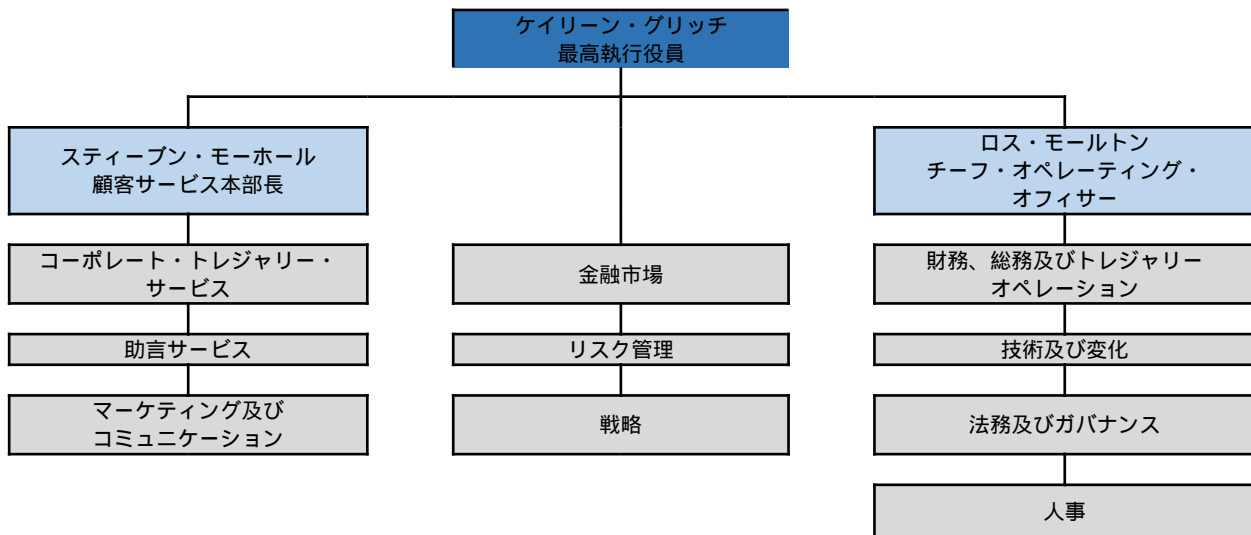 ケイリーン・グリッチ
最高執行役員
スティーブン・モーホール
顧客サービス本部長
ロス・モールトン
チーフ・オペレーティング・
オフィサー
コーポレート・トレジャリー・
サービス
金融市場
財務、総務及びトレジャリー
オペレーション
助言サービス
リスク管理
技術及び変化
マーケティング及び
コミュニケーション
戦略
法務及びガバナンス
人事